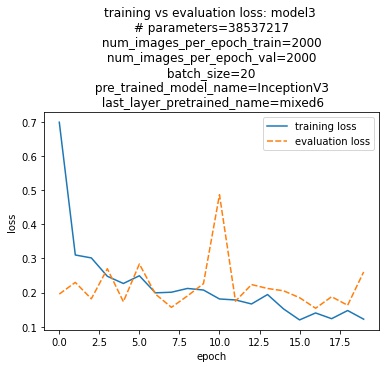 training vs evaluation loss: model3
# parameters=38537217
num_images_per_epoch_train=2000
num_images_per_epoch_val=2000
batch_size=20
pre_trained_model_name=InceptionV3
last_layer_pretrained_name=mixed6
training loss
evaluation loss
0.7
0.6
0.5
0.4
0.3
0.2
0.1
loss
0.0 2.5 5.0 7.5 10.0 12.5 15.0 17.5
epoch